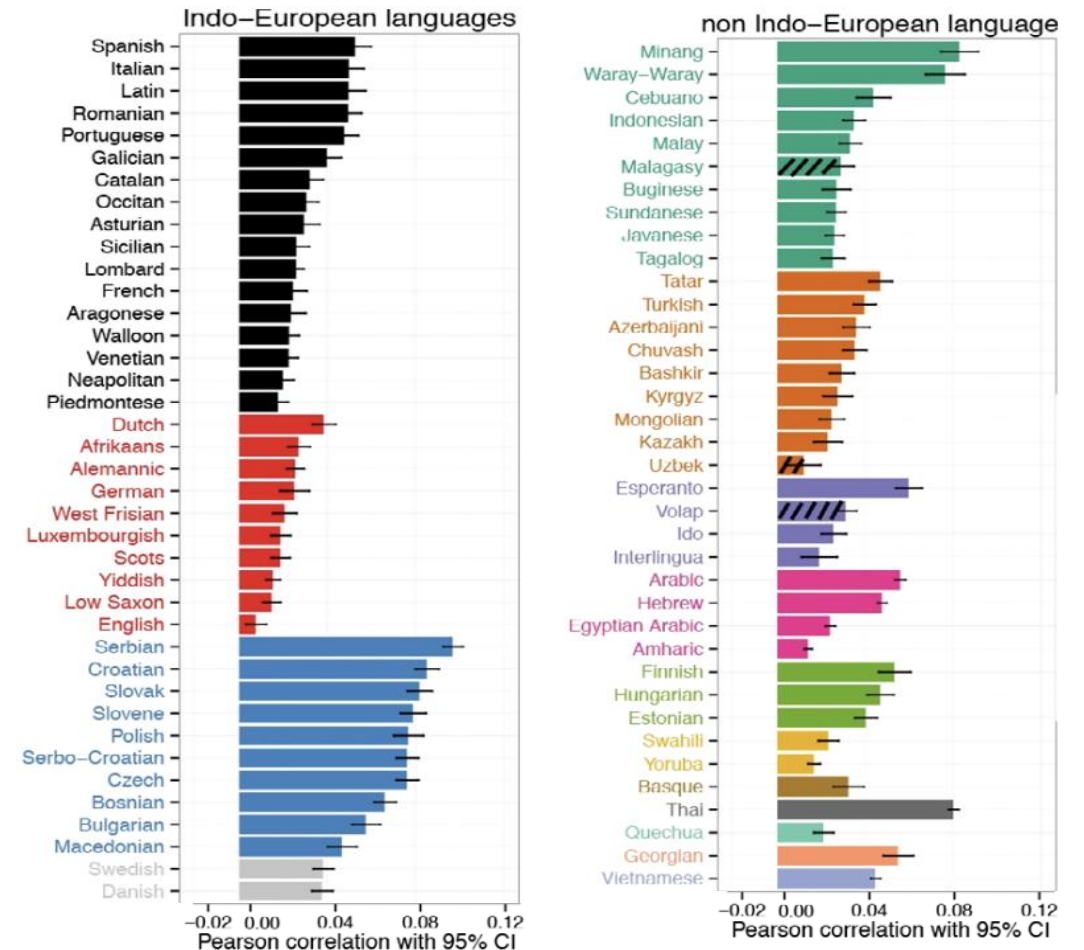 Indo-European languages
Spanish
Italian
Latin
Romanian
Portuguese
Galician
Catalan
Occitan
Asturian
Sicilian
Lombard
French
Aragonese
Walloon
Venetian
Neapolitan
Piedmontese
Dutch
Afrikaans
Alemannic
German
West Frisian
Luxembourgish
Scots
Yiddish
Low Saxon
English
Serbian
Croatian
Slovak
Slovene
Polish
Serbo-Croatian
Czech
Bosnian
Bulgarian
Macedonian
Swedish
Danish
-0.02 0.00 0.04 0.08 0.12
Pearson correlation with 95% CI
non Indo-European language
Minang
Waray-Waray
Cebuano
Indonesian
Malay
Malagasy
Buginese
Sundanese
Javanese
Tagalog
Tatar
Turkish
Azerbaijani
Chuvash
Bashkir
Kyrgyz
Mongolian
Kazakh
Uzbek
Esperanto
Volap
Ido
Interlingua
Arabic
Hebrew
Egyptian Arabic
Amharic
Finnish
Hungarian
Estonian
Swahili
Yoruba
Basque
Thai
Quechua
Georgian
Vietnamese
-0.02 0.00 0.04 0.08 0.12
Pearson correlation with 95% CI